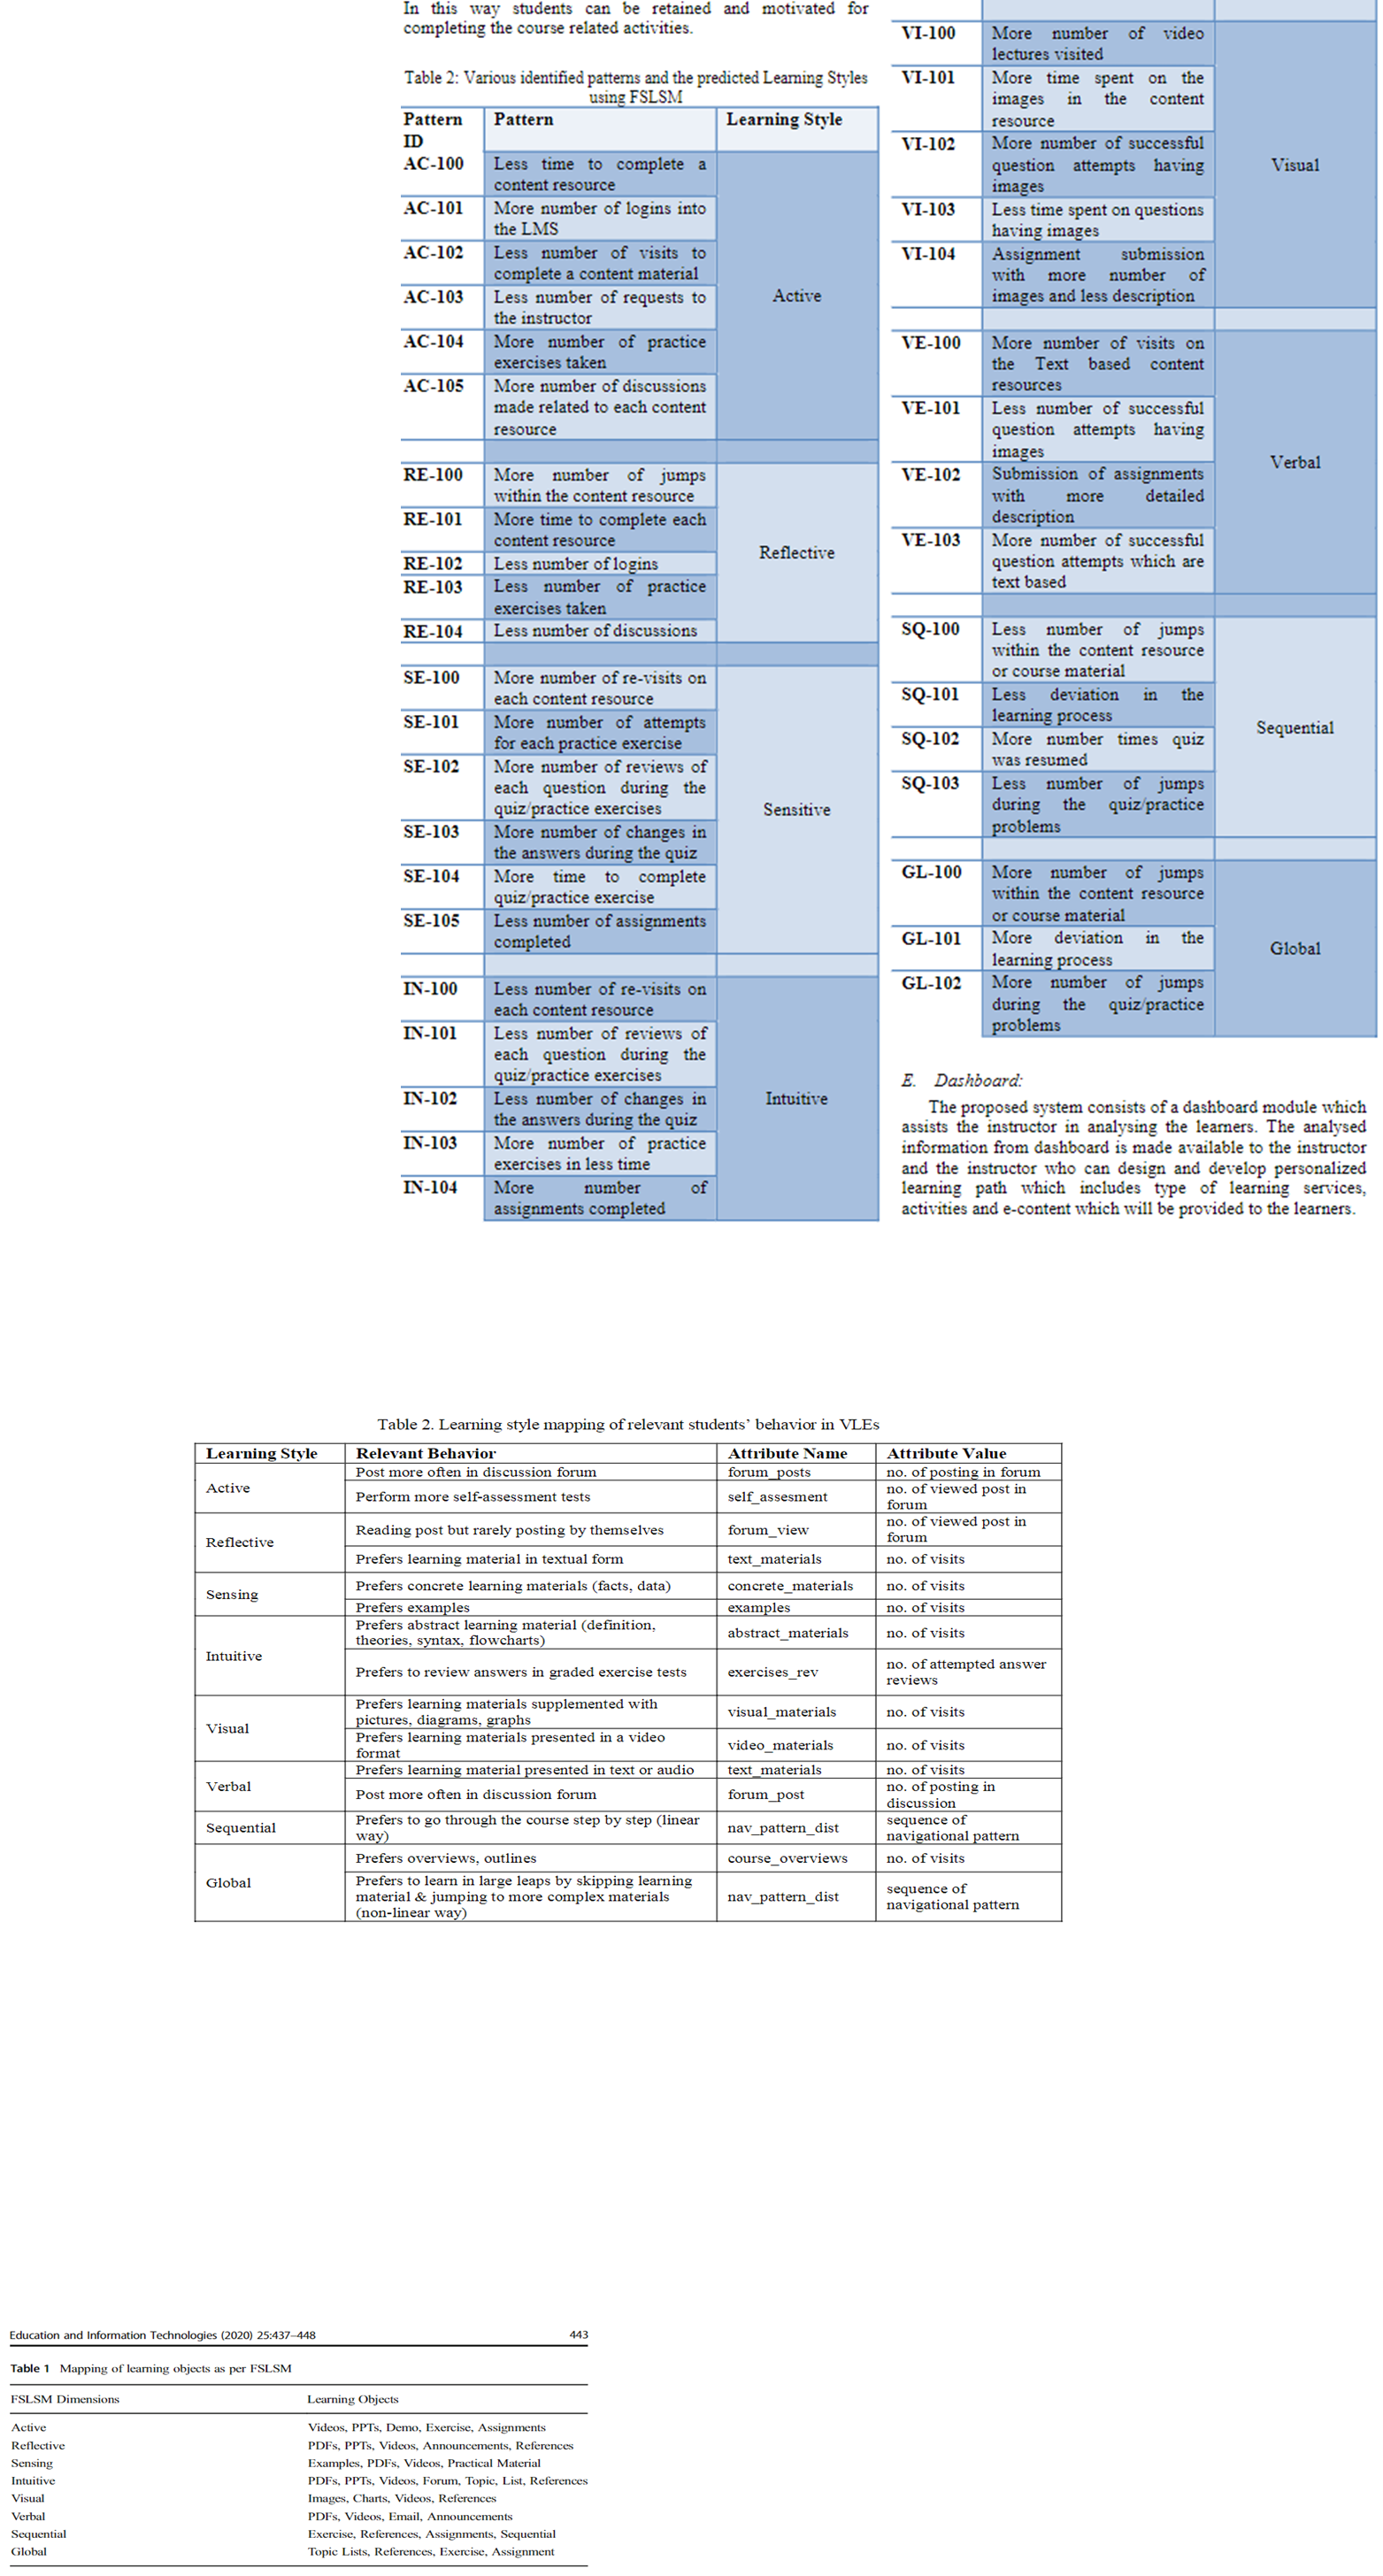 In this way students can be retained and motivated for
completing the course related activities.
Table 2: Various identified patterns and the predicted Learning Styles
using FSLSM
Pattern ID Pattern Learning Style
AC-100 Less time to complete a
content resource
AC-101 More number of logins into
the LMS
AC-102 Less number of visits to
complete a content material
AC-103 Less number of requests to
the instructor
Active
AC-104 More number of practice
exercises taken
AC-105 More number of discussions
made related to each content
resource
RE-100 More number of jumps
within the content resource
RE-101 More time to complete each
content resource
Reflective
RE-102 Less number of logins
RE-103 Less number of practice
exercises taken
RE-104 Less number of discussions
SE-100 More number of re-visits on
each content resource
SE-101 More number of attempts
for each practice exercise
SE-102 More number of reviews of
each question during the
quiz/practice exercises
Sensitive
SE-103 More number of changes in
the answers during the quiz
SE-104 More time to complete
quiz/practice exercise
SE-105 Less number of assignments
completed
IN-100 Less number of re-visits on
each content resource
IN-101 Less number of reviews of
each question during the
quiz/practice exercises
IN-102 Less number of changes in
the answers during the quiz
Intuitive
IN-103 More number of practice
exercises in less time
IN-104 More number of
assignments completed
VI-100 More number of video
lectures visited
VI-101 More time spent on the
images in the content
resource
VI-102 More number of successful
question attempts having
images
Visual
VI-103 Less time spent on questions
having images
VI-104 Assignment submission
with more number of
images and less description
VE-100 More number of visits on
the Text based content
resources
VE-101 Less number of successful
question attempts having
images
Verbal
VE-102 Submission of assignments
with more detailed
description
VE-103 More number of successful
question attempts which are
text based
SQ-100 Less number of jumps
within the content resource
or course material
SQ-101 Less deviation in the
learning process
Sequential
SQ-102 More number times quiz
was resumed
SQ-103 Less number of jumps
during the quiz/practice
problems
GL-100 More number of jumps
within the content resource
or course material
GL-101 More deviation in the
learning process
Global
GL-102 More number of jumps
during the quiz/practice
problems
E. Dashboard:
The proposed system consists of a dashboard module which
assists the instructor in analysing the learners. The analysed
information from dashboard is made available to the instructor
and the instructor who can design and develop personalized
learning path which includes type of learning services,
activities and e-content which will be provided to the learners.
Table 2. Learning style mapping of relevant students' behavior in VLEs
Learning Style Relevant Behavior Attribute Name Attribute Value
Active Post more often in discussion forum forum_posts no. of posting in forum
Perform more self-assessment tests self_assesment no. of viewed post in
forum
Reflective Reading post but rarely posting by themselves forum_view no. of viewed post in
forum
Prefers learning material in textual form text_materials no. of visits
Sensing Prefers concrete learning materials (facts, data) concrete_materials no. of visits
Prefers examples examples no. of visits
Intuitive Prefers abstract learning material (definition,
theories, syntax, flowcharts) abstract_materials no. of visits
Prefers to review answers in graded exercise tests exercises_rev no. of attempted answer
reviews
Visual Prefers learning materials supplemented with
pictures, diagrams, graphs visual_materials no. of visits
Prefers learning materials presented in a video
format video_materials no. of visits
Verbal Prefers learning material presented in text or audio text_materials no. of visits
Post more often in discussion forum forum_post no. of posting in
discussion
Sequential Prefers to go through the course step by step (linear
way) nav_pattern_dist sequence of
navigational pattern
Global Prefers overviews, outlines course_overviews no. of visits
Prefers to learn in large leaps by skipping learning
material & jumping to more complex materials
(non-linear way) nav_pattern_dist sequence of
navigational pattern
Education and Information Technologies (2020) 25:437–448 443
Table 1 Mapping of learning objects as per FSLSM
FSLSM Dimensions Learning Objects
Active Videos, PPTs, Demo, Exercise, Assignments
Reflective PDFs, PPTs, Videos, Announcements, References
Sensing Examples, PDFs, Videos, Practical Material
Intuitive PDFs, PPTs, Videos, Forum, Topic, List, References
Visual Images, Charts, Videos, References
Verbal PDFs, Videos, Email, Announcements
Sequential Exercise, References, Assignments, Sequential
Global Topic Lists, References, Exercise, Assignment